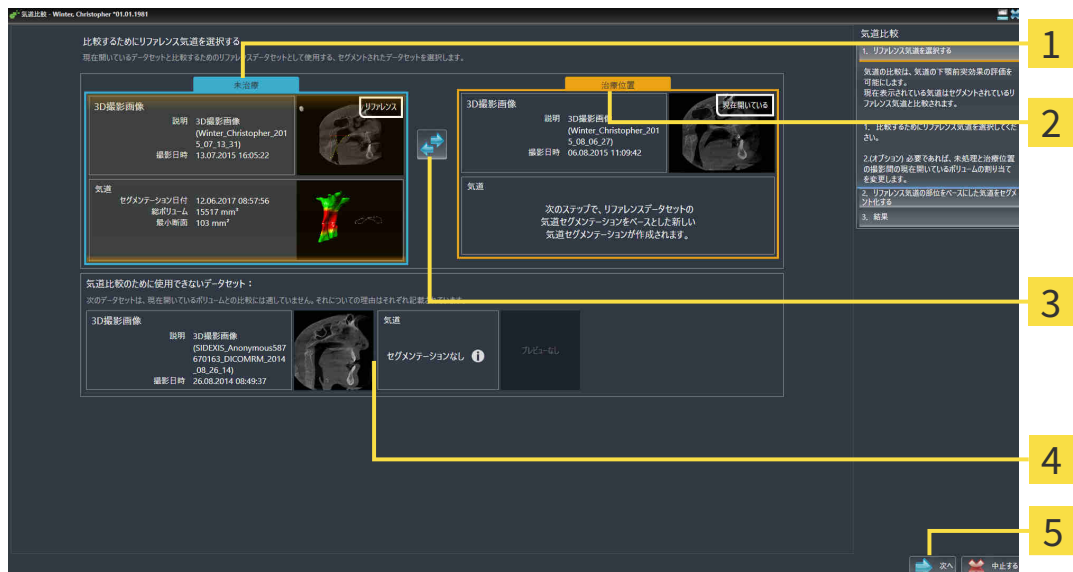 気道比較 - Winter, Christopher *01.01.1981
比較するためにリファレンス気道を選択する
現在開いているデータセットと比較するためのリファレンスデータセットとして使用する、セグメントされたデータセットを選択します。
未治療
3D撮影画像
リファレンス
説明 3D撮影画像
(Winter_Christopher_201
5_07_13_31)
撮影日時 13.07.2015 16:05:22
気道
セグメンテーション日付 12.06.2017 08:57:56
総ボリューム 15517 mm³
最小断面 103 mm²
治療位置
3D撮影画像
現在開いている
説明 3D撮影画像
(Winter_Christopher_201
5_08_06_27)
撮影日時 06.08.2015 11:09:42
気道
次のステップで、リファレンスデータセットの
気道セグメンテーションをベースとした新しい
気道セグメンテーションが作成されます。
気道比較のために使用できないデータセット：
次のデータセットは、現在開いているボリュームとの比較には適していません。それについての理由はそれぞれ記載されています。
3D撮影画像
説明 3D撮影画像
(SIDEXIS_Anonymous587
670163_DICOMRM_2014
_08_26_14)
撮影日時 26.08.2014 08:49:37
気道
セグメンテーションなし
プレビューなし
気道比較
1. リファレンス気道を選択する
気道の比較は、気道の下顎前突効果の評価を
可能にします。
現在表示されている気道はセグメントされているリ
ファレンス気道と比較されます。
1. 比較するためにリファレンス気道を選択してくだ
さい。
2.(オプション) 必要であれば、未処理と治療位置
の撮影間の現在開いているボリュームの割り当て
を変更します。
2. リファレンス気道の部位をベースにした気道をセグメ
ント化する
3. 結果
次へ
中止する
1
2
3
4
5